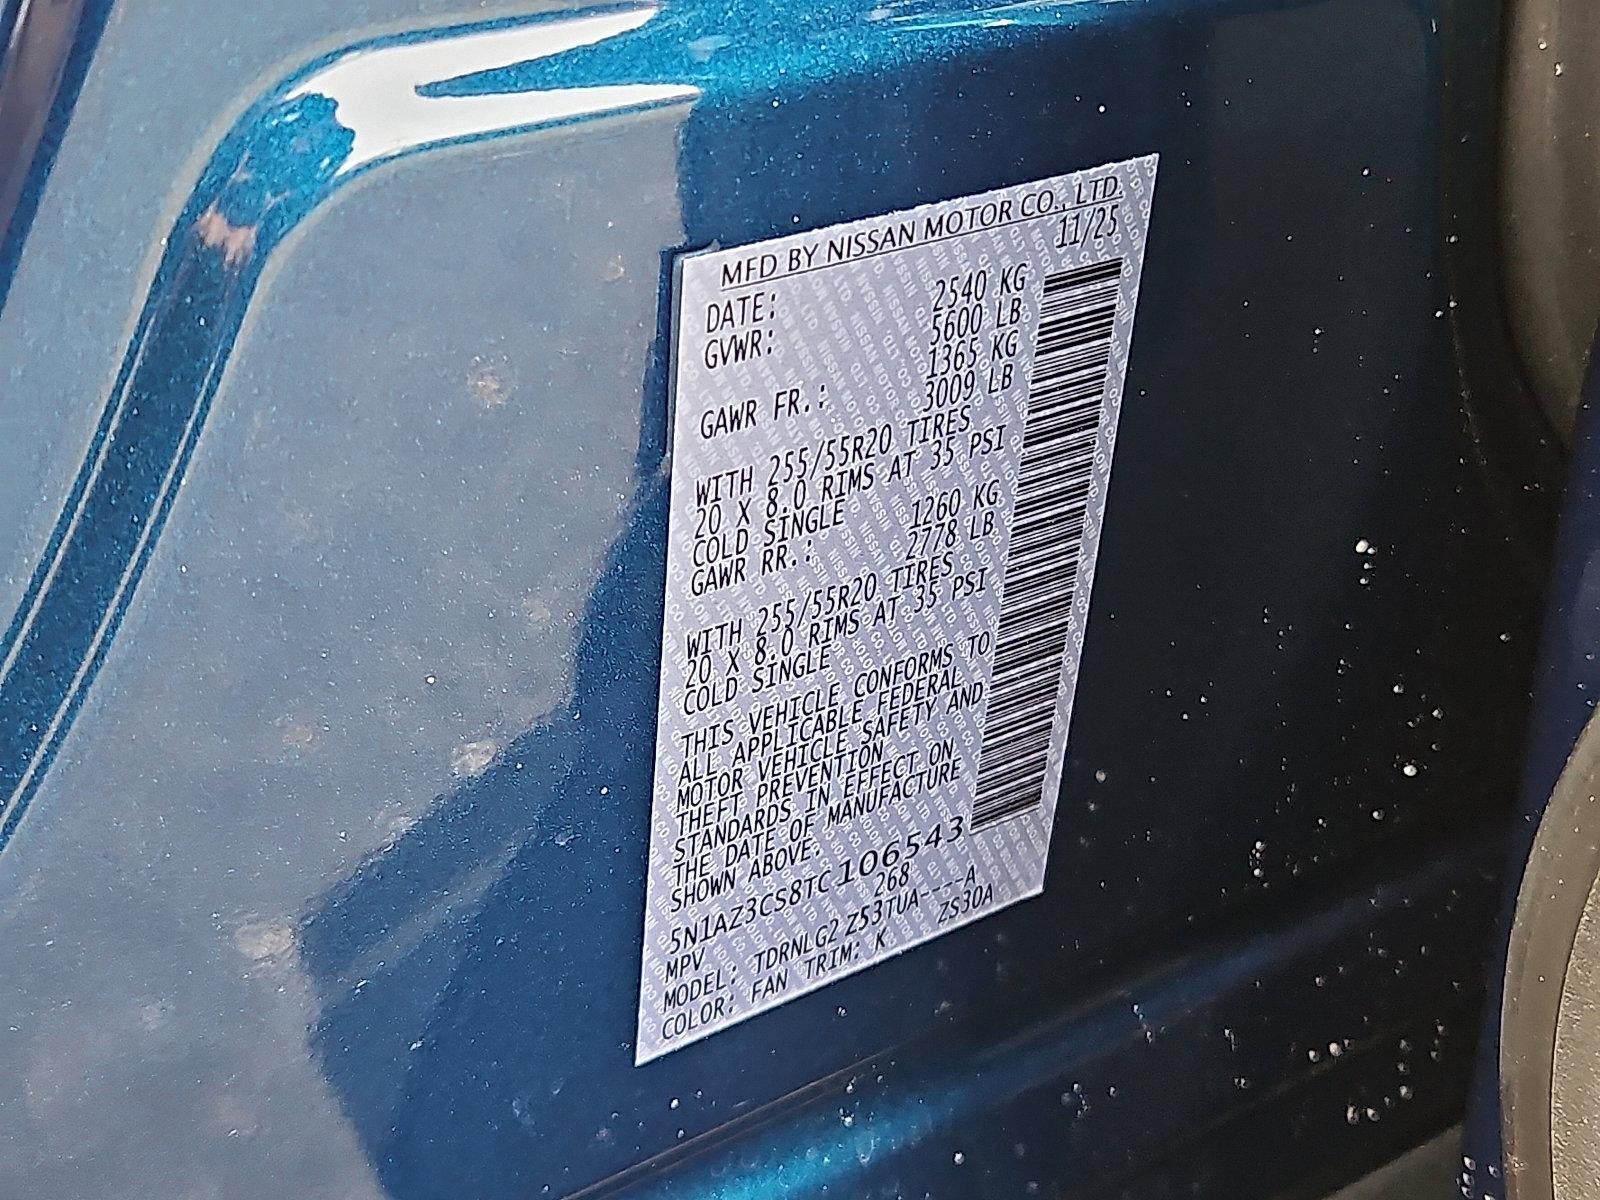 MFD BY NISSAN MOTOR CO., LTD.
DATE: 11/25
GVWR: 2540 KG
5600 LB
GAWR FR.: 1365 KG
3009 LB
WITH 255/55R20 TIRES
20 X 8.0 RIMS AT 35 PSI
COLD SINGLE
GAWR RR.: 1260 KG
2778 LB
WITH 255/55R20 TIRES
20 X 8.0 RIMS AT 35 PSI
COLD SINGLE
THIS VEHICLE CONFORMS TO
ALL APPLICABLE FEDERAL
MOTOR VEHICLE SAFETY AND
THEFT PREVENTION
STANDARDS IN EFFECT ON
THE DATE OF MANUFACTURE
SHOWN ABOVE.
5N1AZ3CS8TC106543
MPV 268
MODEL: TDRNLG2 Z53TUA----A
COLOR: FAN TRIM: K ZS30A